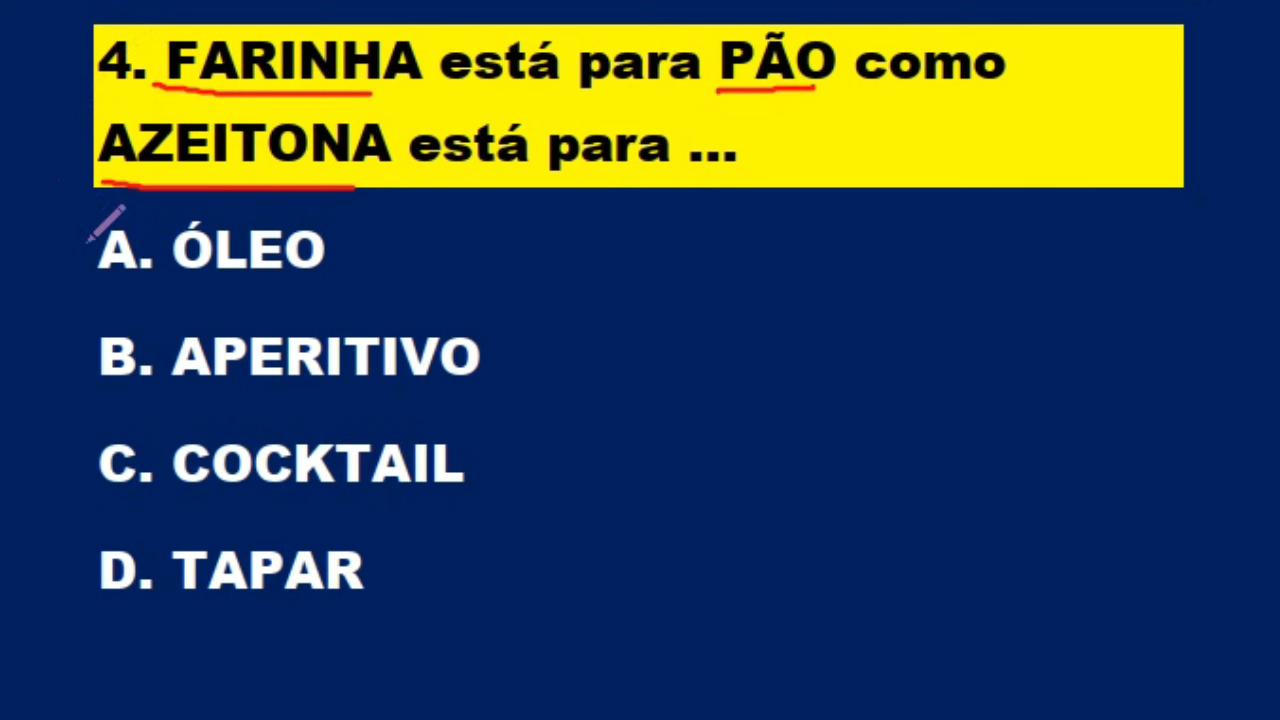 4. FARINHA está para PÃO como
AZEITONA está para ...
A. ÓLEO
B. APERITIVO
C. COCKTAIL
D. TAPAR